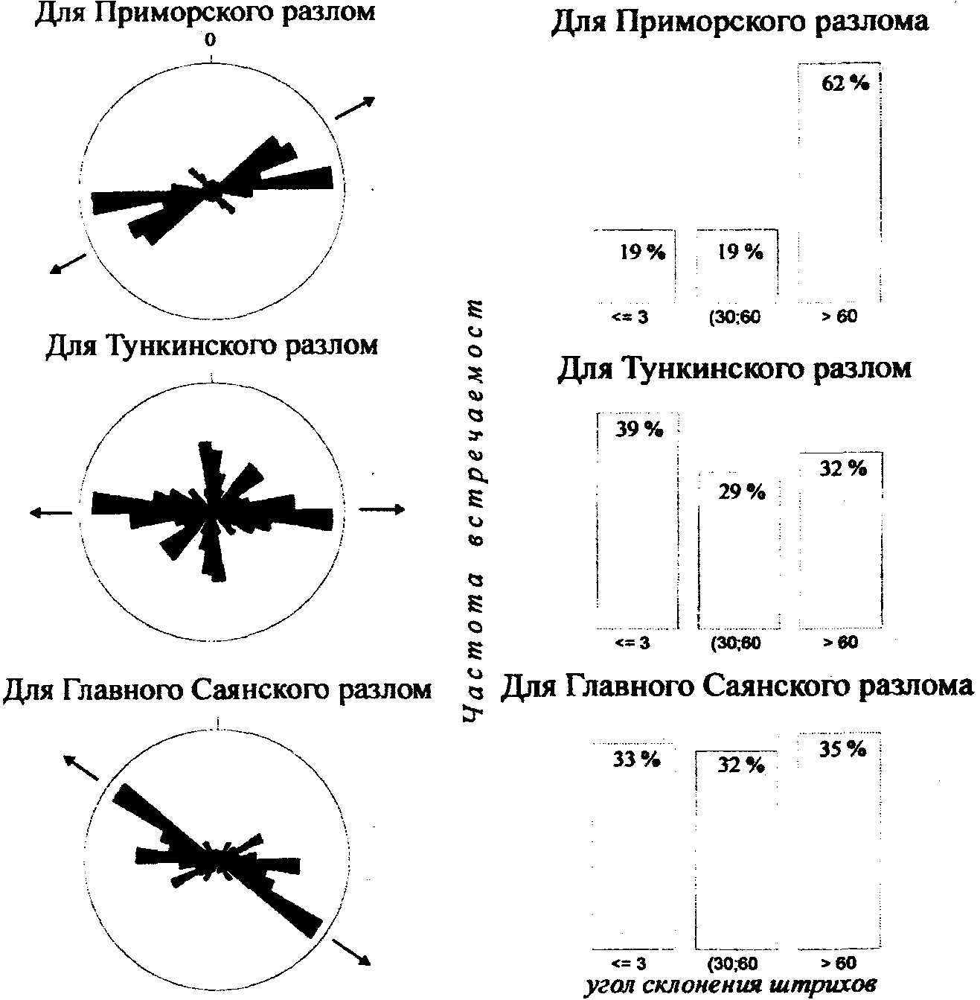 Для Приморского разлом
0
Для Тункинского разлом
Для Главного Саянского разлом
Частота встречаемост
Для Приморского разлома
62 %
19 %
19 %
<= 3
(30;60
> 60
Для Тункинского разлом
39 %
29 %
32 %
<= 3
(30;60
> 60
Для Главного Саянского разлома
33 %
32 %
35 %
<= 3
(30;60
> 60
угол склонения штрихов